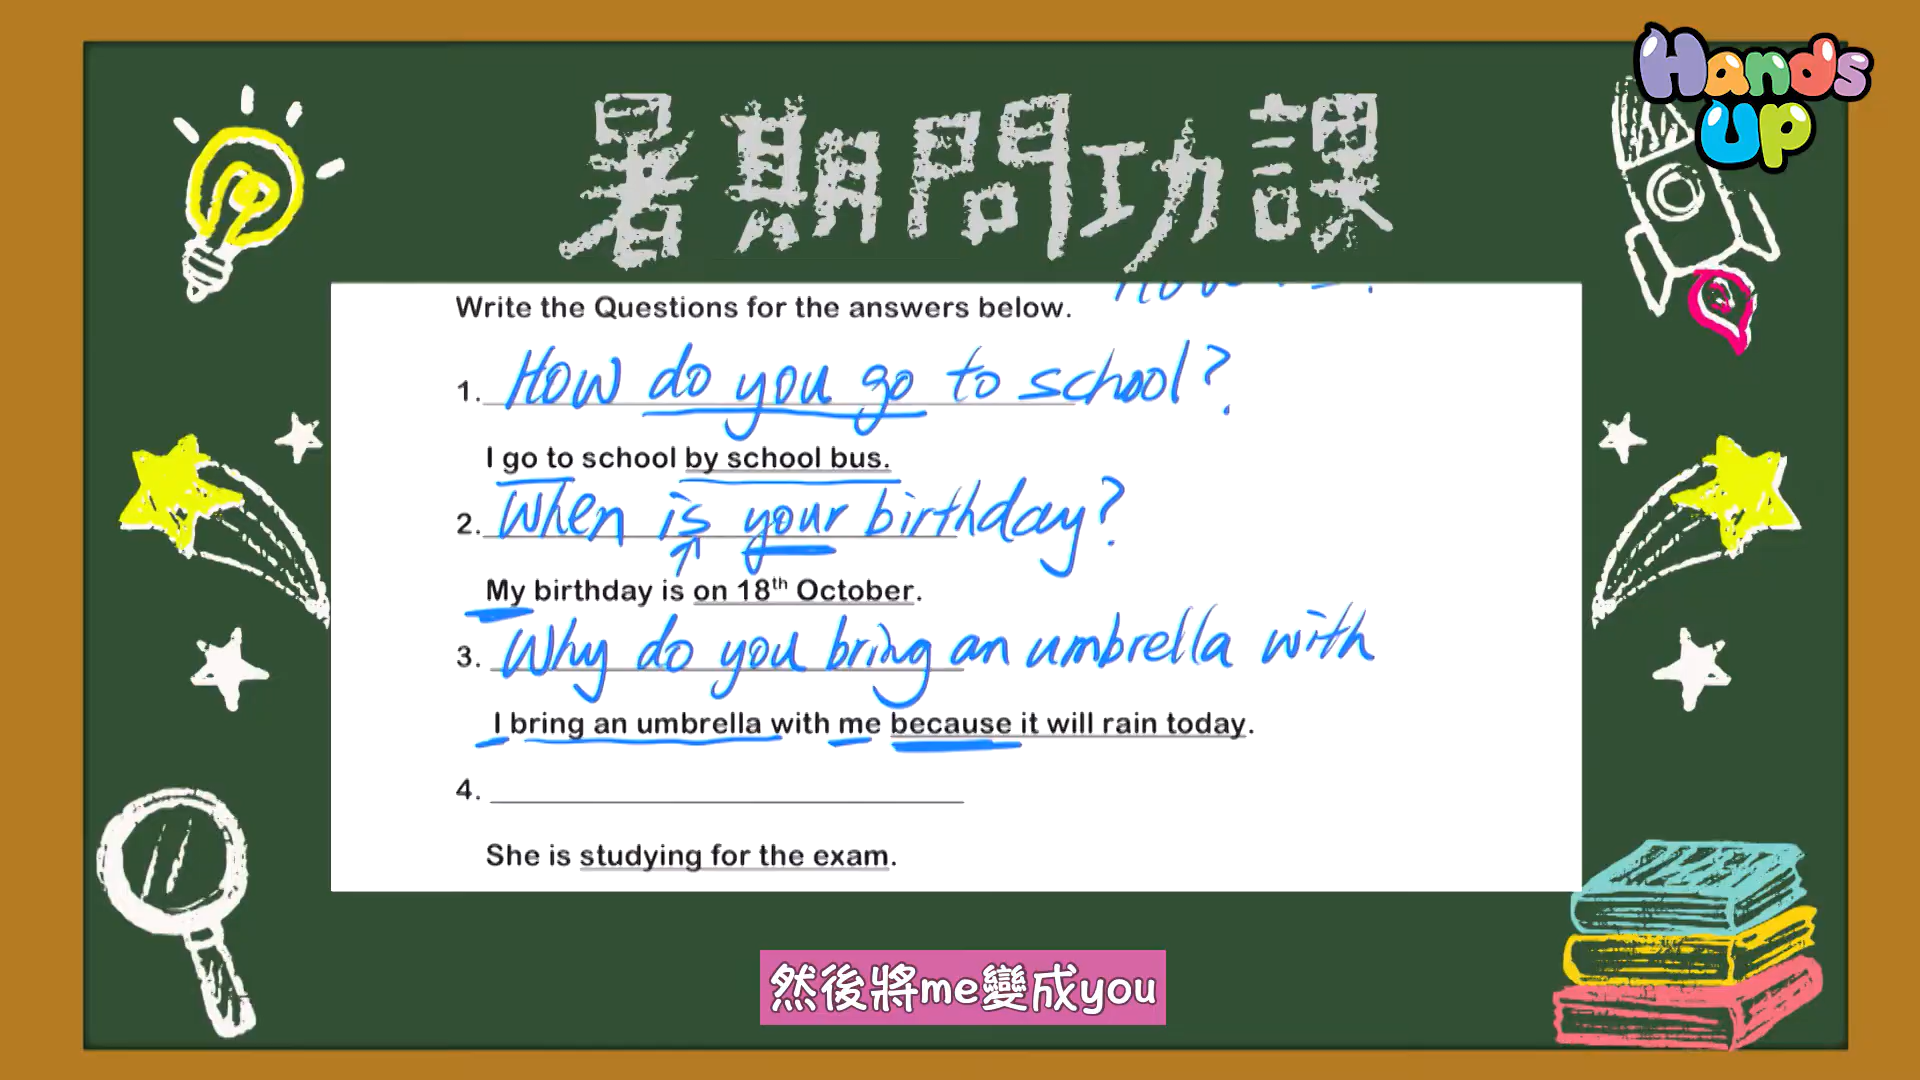 Hands
Up
暑期問功課
Write the Questions for the answers below.
1. How do you go to school?
I go to school by school bus.
2. When is your birthday?
My birthday is on 18th October.
3. Why do you bring an umbrella with
I bring an umbrella with me because it will rain today.
4.
She is studying for the exam.
然後將me變成you